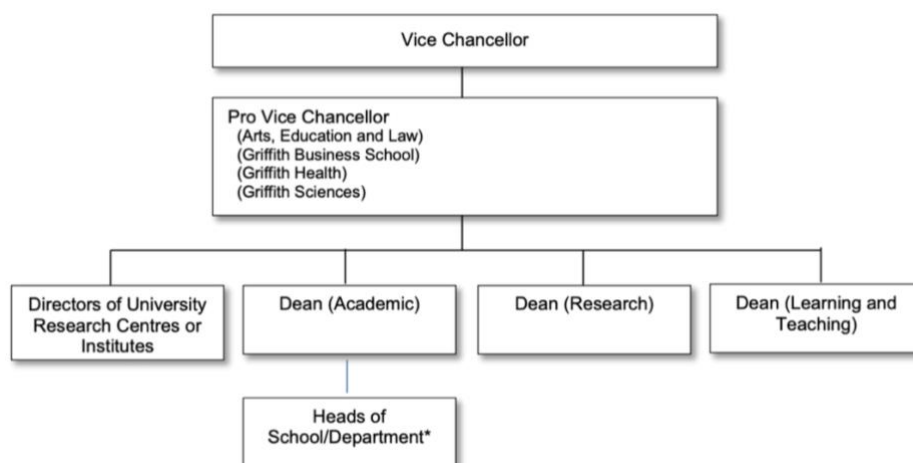 Vice Chancellor
Pro Vice Chancellor
(Arts, Education and Law)
(Griffith Business School)
(Griffith Health)
(Griffith Sciences)
Directors of University
Research Centres or
Institutes
Dean (Academic)
Dean (Research)
Dean (Learning and
Teaching)
Heads of
School/Department*